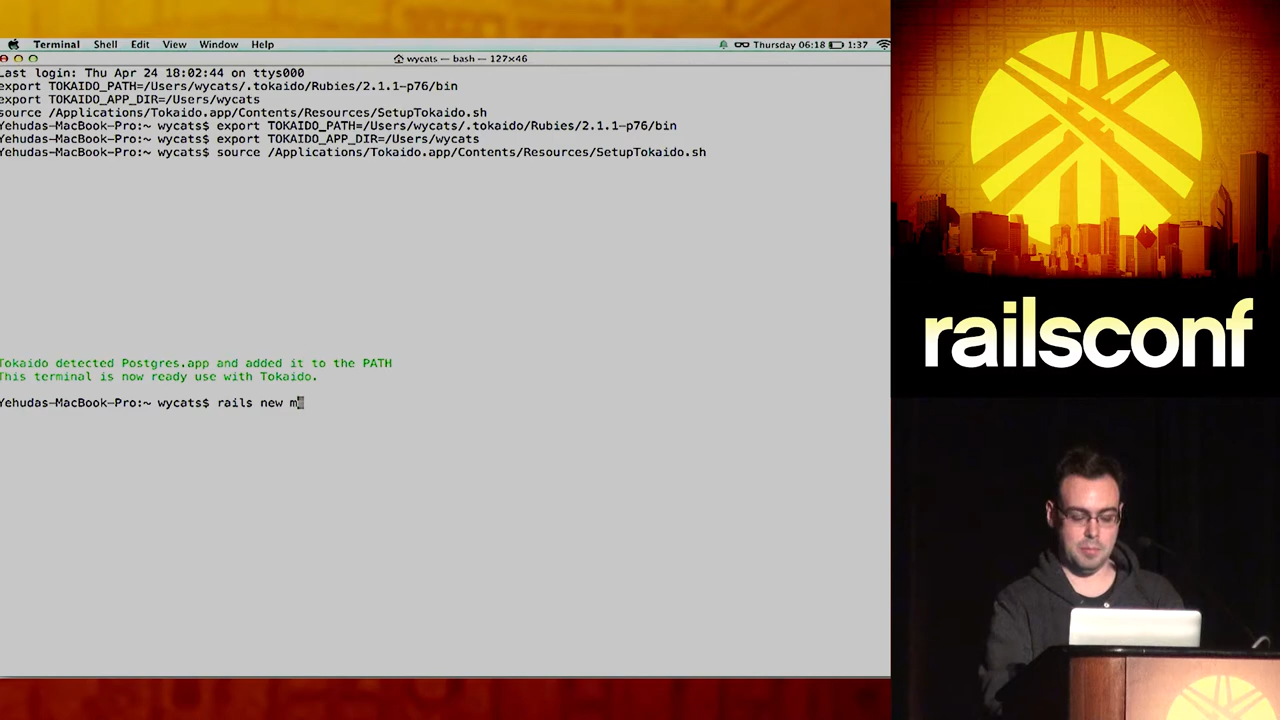 Terminal Shell Edit View Window Help Thursday 06:18 1:37
wycats — bash — 127×46
Last login: Thu Apr 24 18:02:44 on ttys000
export TOKAIDO_PATH=/Users/wycats/.tokaido/Rubies/2.1.1-p76/bin
export TOKAIDO_APP_DIR=/Users/wycats
source /Applications/Tokaido.app/Contents/Resources/SetupTokaido.sh
Yehudas-MacBook-Pro:~ wycats$ export TOKAIDO_PATH=/Users/wycats/.tokaido/Rubies/2.1.1-p76/bin
Yehudas-MacBook-Pro:~ wycats$ export TOKAIDO_APP_DIR=/Users/wycats
Yehudas-MacBook-Pro:~ wycats$ source /Applications/Tokaido.app/Contents/Resources/SetupTokaido.sh
Tokaido detected Postgres.app and added it to the PATH
This terminal is now ready use with Tokaido.
Yehudas-MacBook-Pro:~ wycats$ rails new m
railsconf